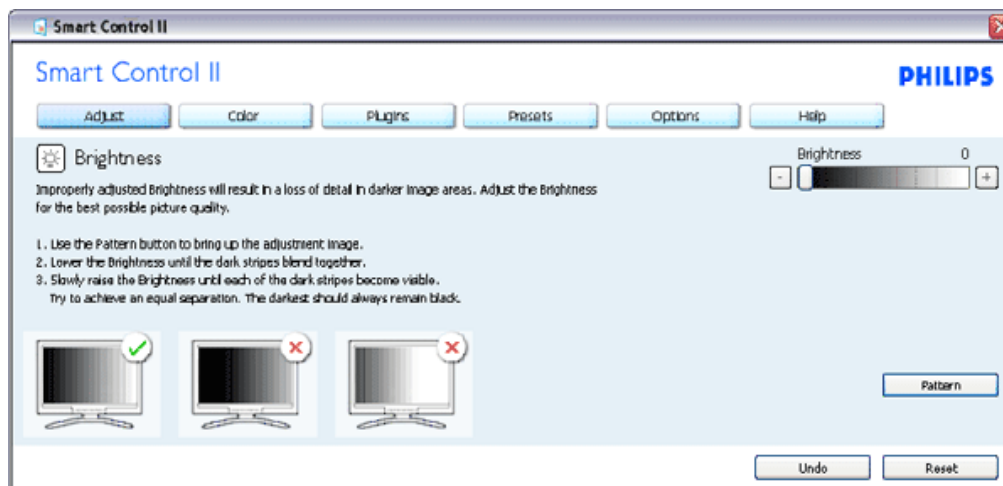 Smart Control II
Smart Control II
PHILIPS
Adjust Color Plugins Presets Options Help
Brightness
Brightness 0
Improperly adjusted Brightness will result in a loss of detail in darker image areas. Adjust the Brightness
for the best possible picture quality.
- +
1. Use the Pattern button to bring up the adjustment image.
2. Lower the Brightness until the dark stripes blend together.
3. Slowly raise the Brightness until each of the dark stripes become visible.
Try to achieve an equal separation. The darkest should always remain black.
Pattern
Undo Reset